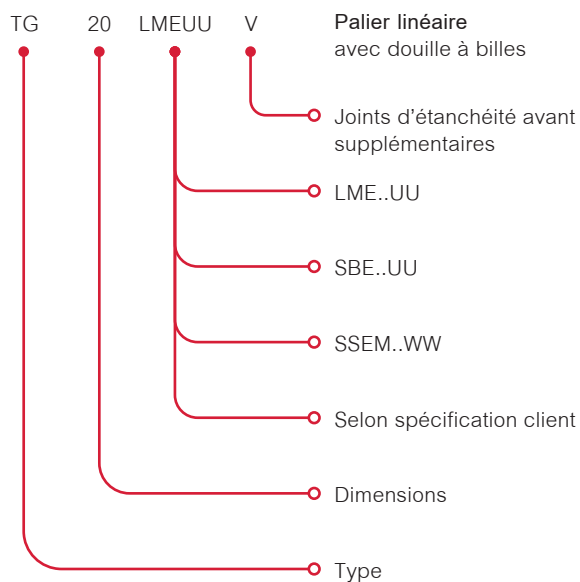 TG 20 LMEUU V Palier linéaire
avec douille à billes
Joints d'étanchéité avant
supplémentaires
LME..UU
SBE..UU
SSEM..WW
Selon spécification client
Dimensions
Type